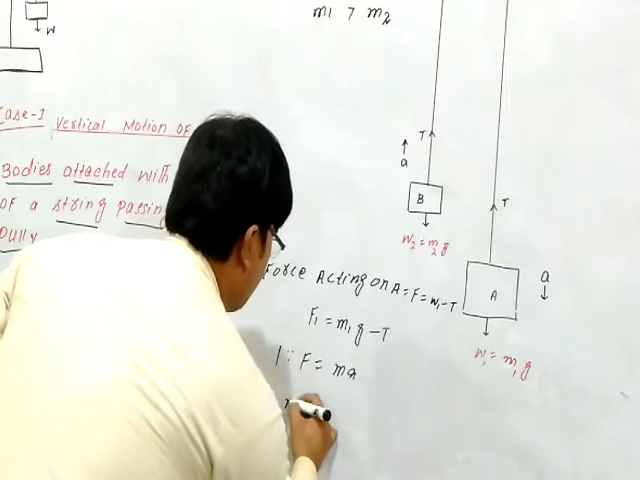 W
m1 > m2
Case-1 Vertical Motion OF
Bodies attached with
OF a string passing
pully
T
a
B
W2 = m2g
T
A
a
W1 = m1g
Force Acting on A = F = W1-T
F1 = m1g - T
∵ F = ma